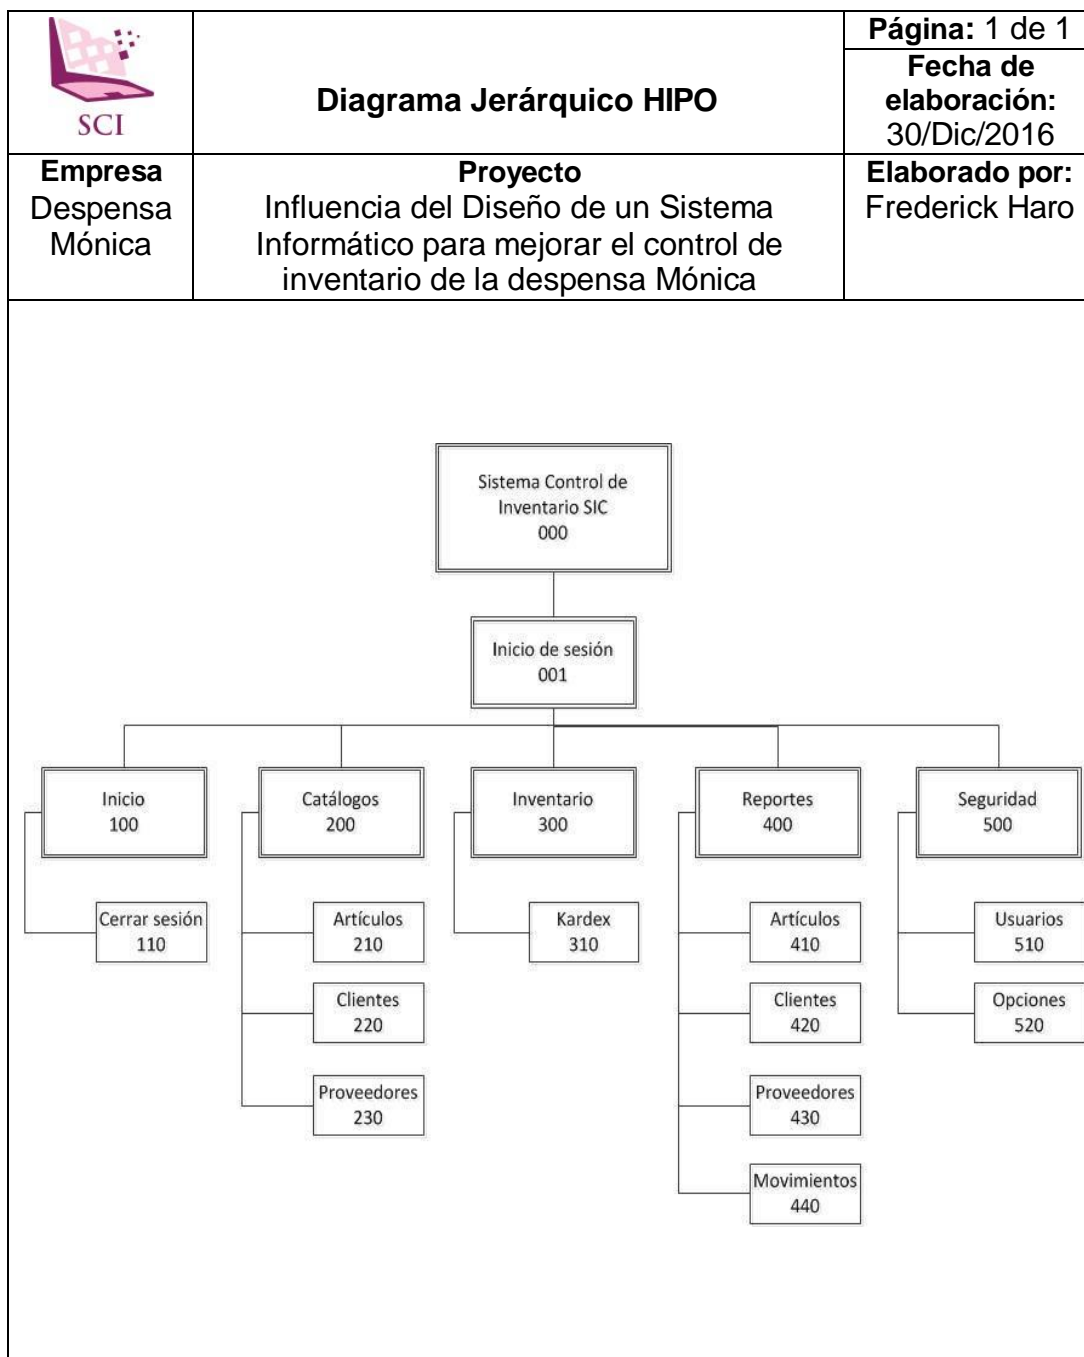 SCI
Diagrama Jerárquico HIPO
Página: 1 de 1
Fecha de
elaboración:
30/Dic/2016
Empresa
Despensa
Mónica
Proyecto
Influencia del Diseño de un Sistema
Informático para mejorar el control de
inventario de la despensa Mónica
Elaborado por:
Frederick Haro
Sistema Control de
Inventario SIC
000
Inicio de sesión
001
Inicio
100
Catálogos
200
Inventario
300
Reportes
400
Seguridad
500
Cerrar sesión
110
Artículos
210
Clientes
220
Proveedores
230
Kardex
310
Artículos
410
Clientes
420
Proveedores
430
Movimientos
440
Usuarios
510
Opciones
520